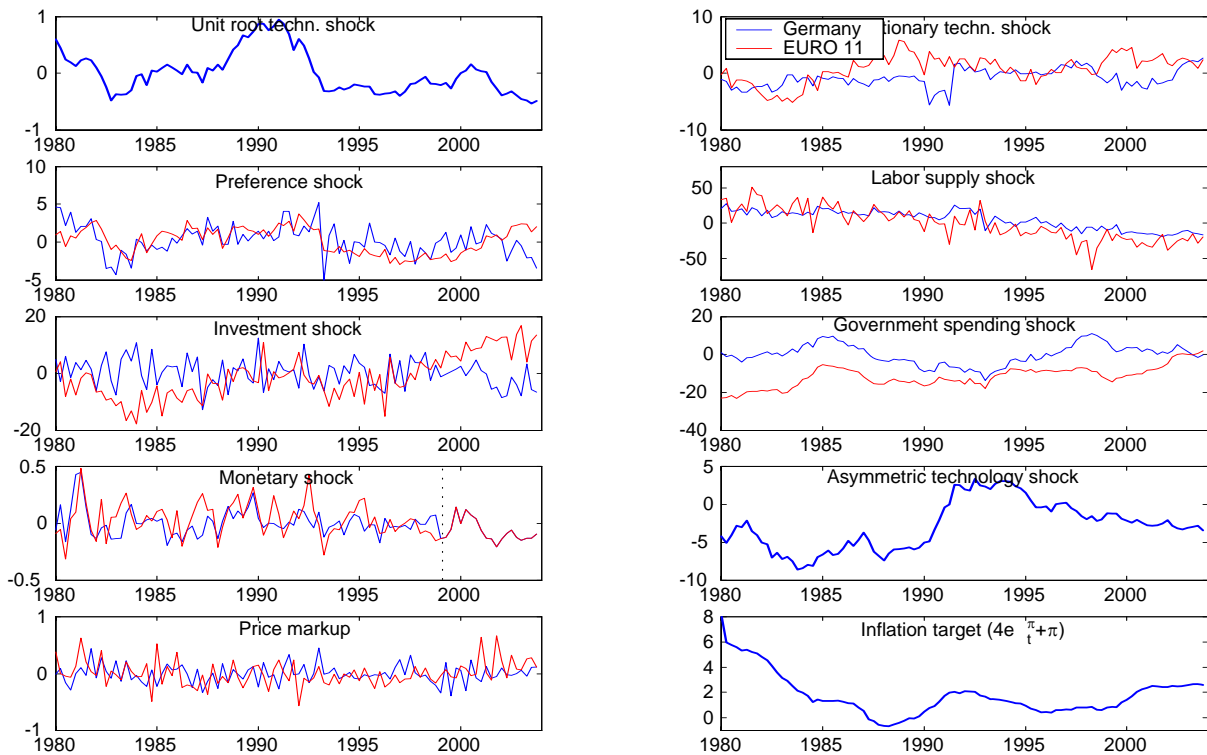 Unit root techn. shock
1
0
-1
1980 1985 1990 1995 2000
Germany
EURO 11
tionary techn. shock
10
0
-10
1980 1985 1990 1995 2000
Preference shock
10
5
0
-5
1980 1985 1990 1995 2000
Labor supply shock
50
0
-50
1980 1985 1990 1995 2000
Investment shock
20
0
-20
1980 1985 1990 1995 2000
Government spending shock
20
0
-20
-40
1980 1985 1990 1995 2000
Monetary shock
0.5
0
-0.5
1980 1985 1990 1995 2000
Asymmetric technology shock
5
0
-5
-10
1980 1985 1990 1995 2000
Price markup
1
0
-1
1980 1985 1990 1995 2000
Inflation target (4e π t +π)
8
6
4
2
0
1980 1985 1990 1995 2000